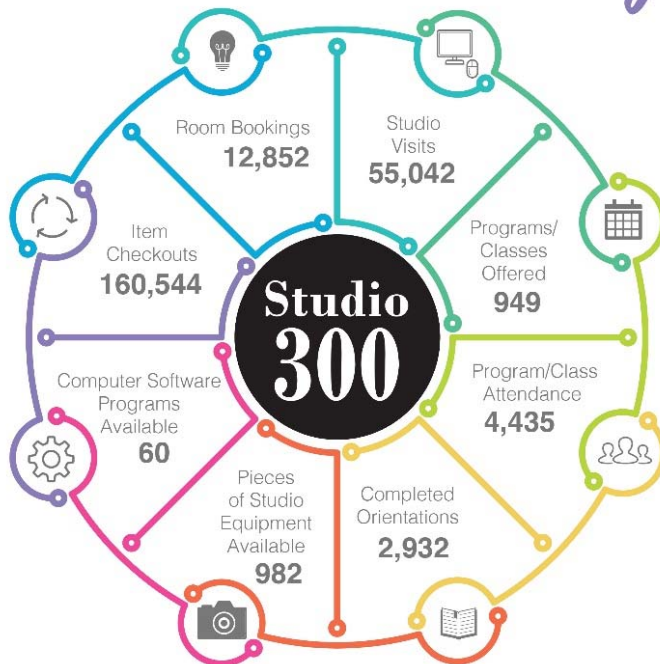 Room Bookings
12,852
Studio
Visits
55,042
Programs/
Classes
Offered
949
Program/Class
Attendance
4,435
Completed
Orientations
2,932
Pieces
of Studio
Equipment
Available
982
Computer Software
Programs
Available
60
Item
Checkouts
160,544
Studio
300